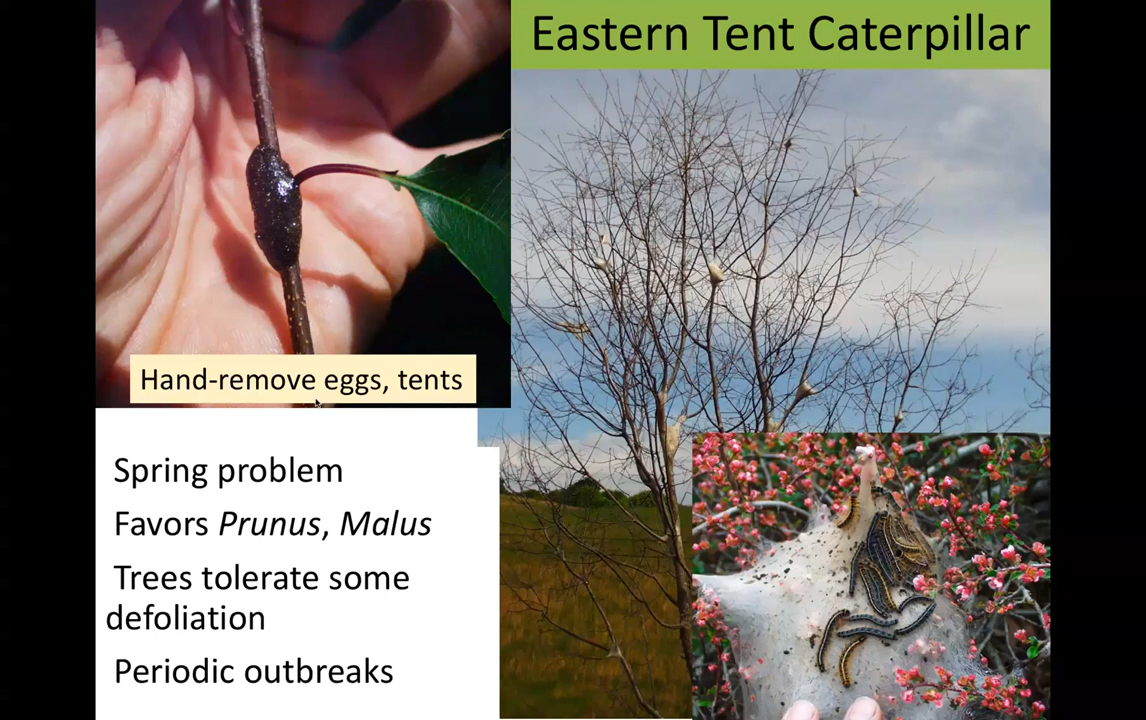 Eastern Tent Caterpillar
Hand-remove eggs, tents
Spring problem
Favors Prunus, Malus
Trees tolerate some
defoliation
Periodic outbreaks